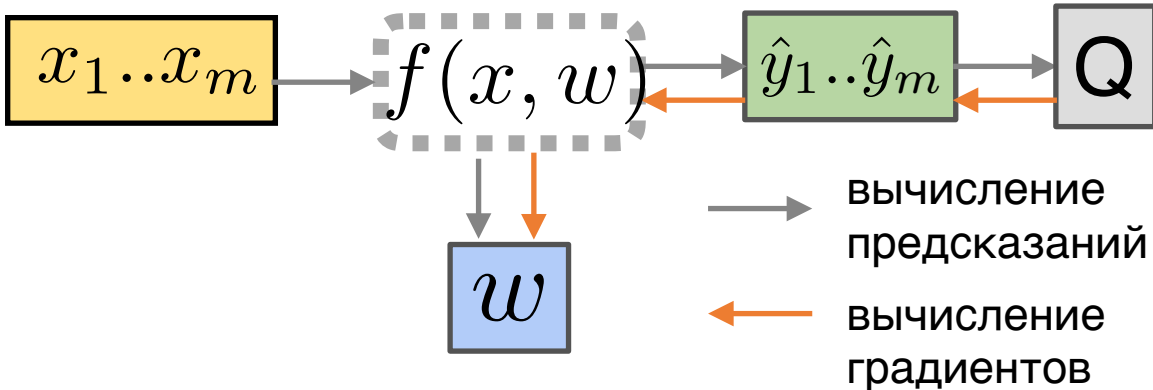 x₁..xₘ
f(x, w)
ŷ₁..ŷₘ
Q
w
вычисление
предсказаний
вычисление
градиентов